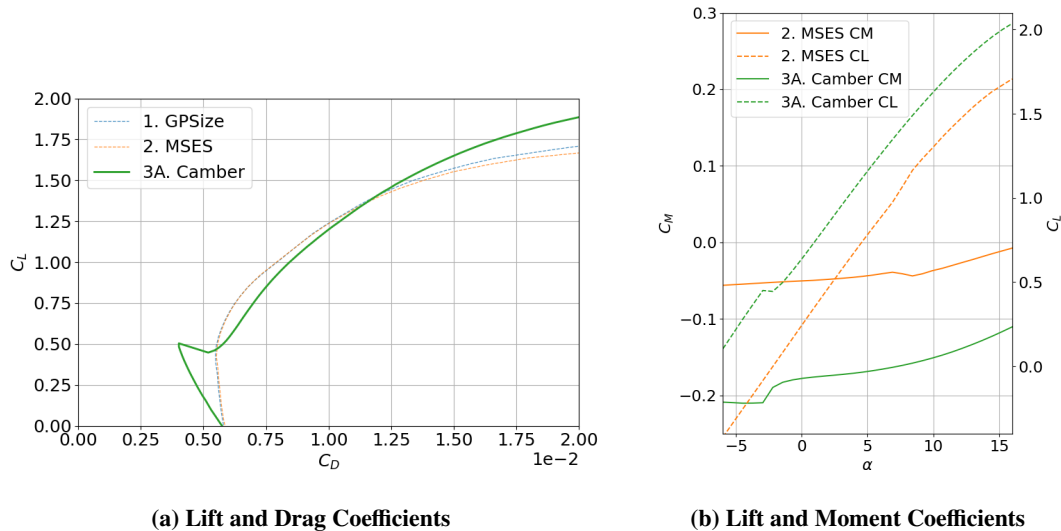 2.00
1.75
1.50
1.25
1.00
0.75
0.50
0.25
0.00
C_L
1. GPSize
2. MSES
3A. Camber
0.00 0.25 0.50 0.75 1.00 1.25 1.50 1.75 2.00
C_D
1e−2
(a) Lift and Drag Coefficients
0.3
0.2
0.1
0.0
−0.1
−0.2
C_M
2. MSES CM
2. MSES CL
3A. Camber CM
3A. Camber CL
2.0
1.5
1.0
0.5
0.0
C_L
−5 0 5 10 15
α
(b) Lift and Moment Coefficients